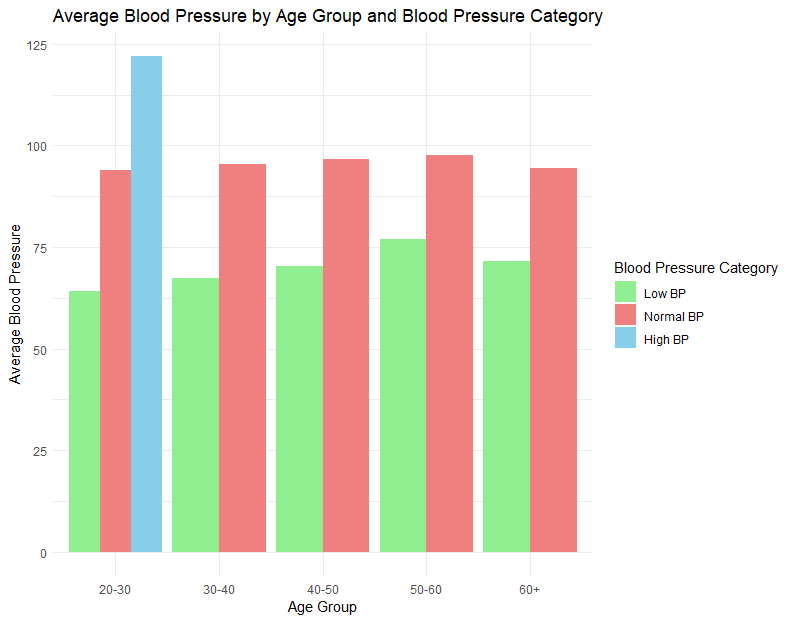 Average Blood Pressure by Age Group and Blood Pressure Category
125
100
75
50
25
0
Average Blood Pressure
20-30
30-40
40-50
50-60
60+
Age Group
Blood Pressure Category
Low BP
Normal BP
High BP